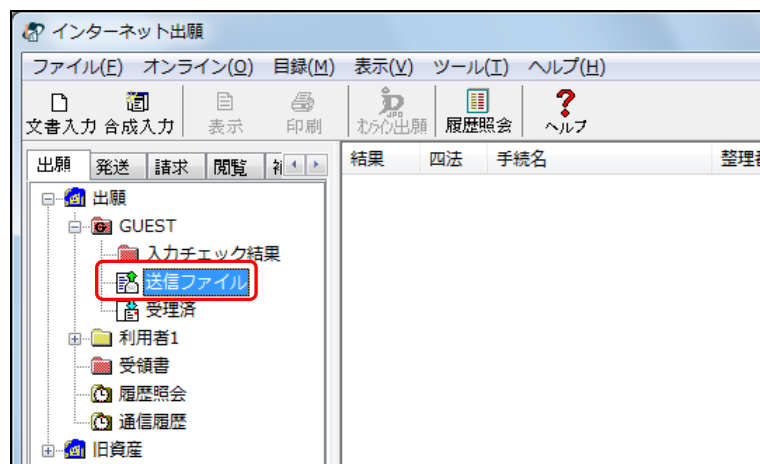 インターネット出願
ファイル(F) オンライン(O) 目録(M) 表示(V) ツール(T) ヘルプ(H)
文書入力 合成入力 表示 印刷 オンライン出願 履歴照会 ヘルプ
出願 発送 請求 閲覧
結果 四法 手続名 整理
出願
GUEST
入力チェック結果
送信ファイル
受理済
利用者1
受領書
履歴照会
通信履歴
旧資産